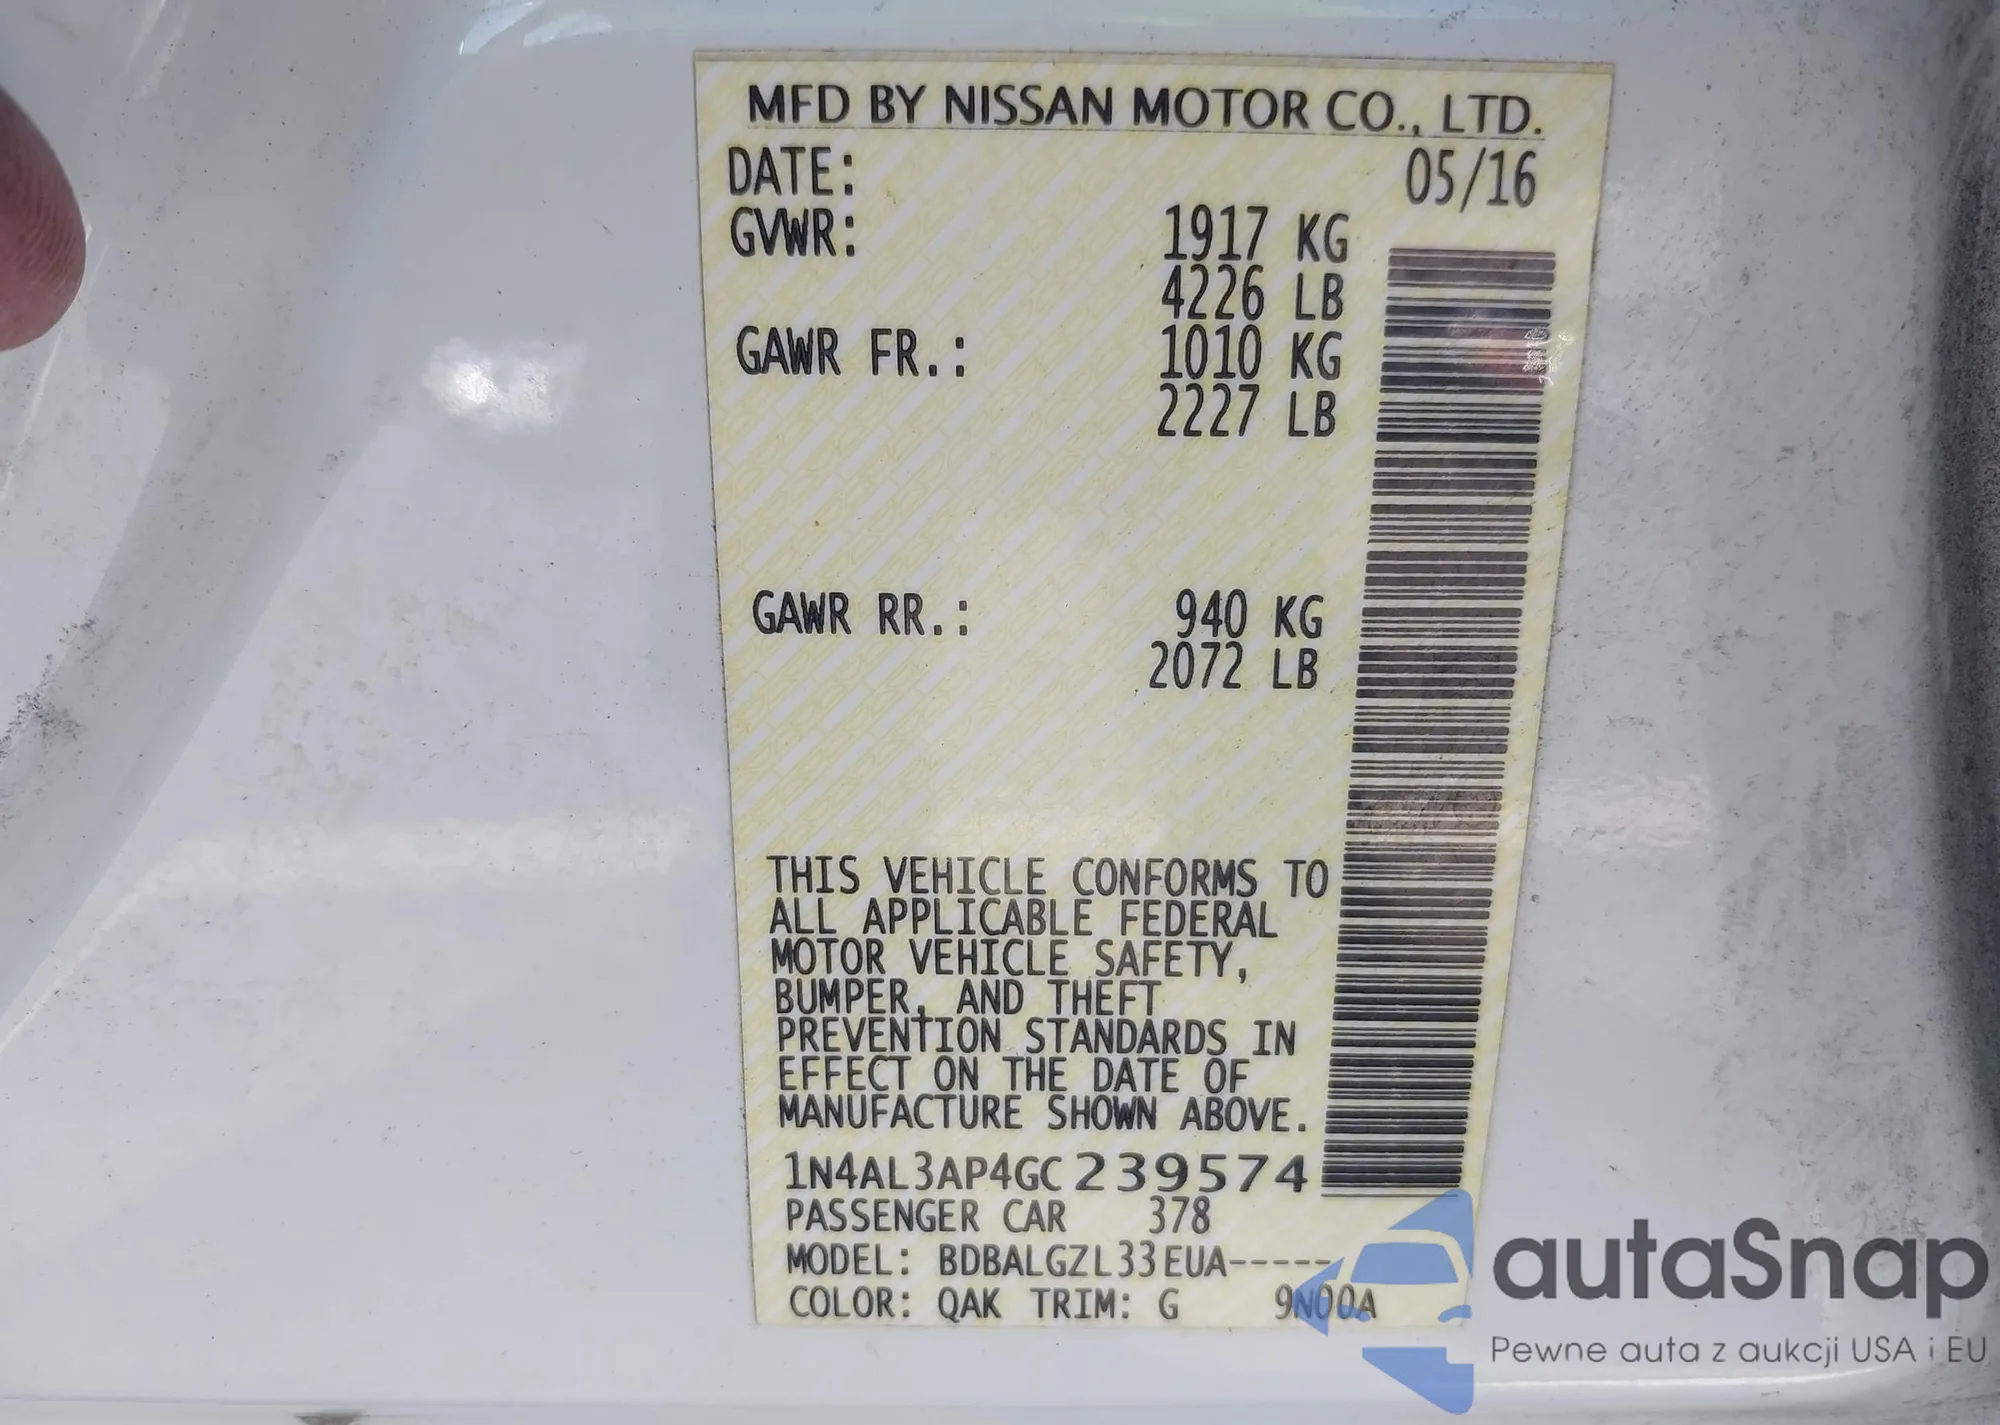 MFD BY NISSAN MOTOR CO., LTD.
DATE: 05/16
GVWR: 1917 KG
4226 LB
GAWR FR.: 1010 KG
2227 LB
GAWR RR.: 940 KG
2072 LB
THIS VEHICLE CONFORMS TO
ALL APPLICABLE FEDERAL
MOTOR VEHICLE SAFETY,
BUMPER, AND THEFT
PREVENTION STANDARDS IN
EFFECT ON THE DATE OF
MANUFACTURE SHOWN ABOVE.
1N4AL3AP4GC239574
PASSENGER CAR 378
MODEL: BDBALGZL33EUA-----
COLOR: QAK TRIM: G 9N00A
autaSnap
Pewne auta z aukcji USA i EU